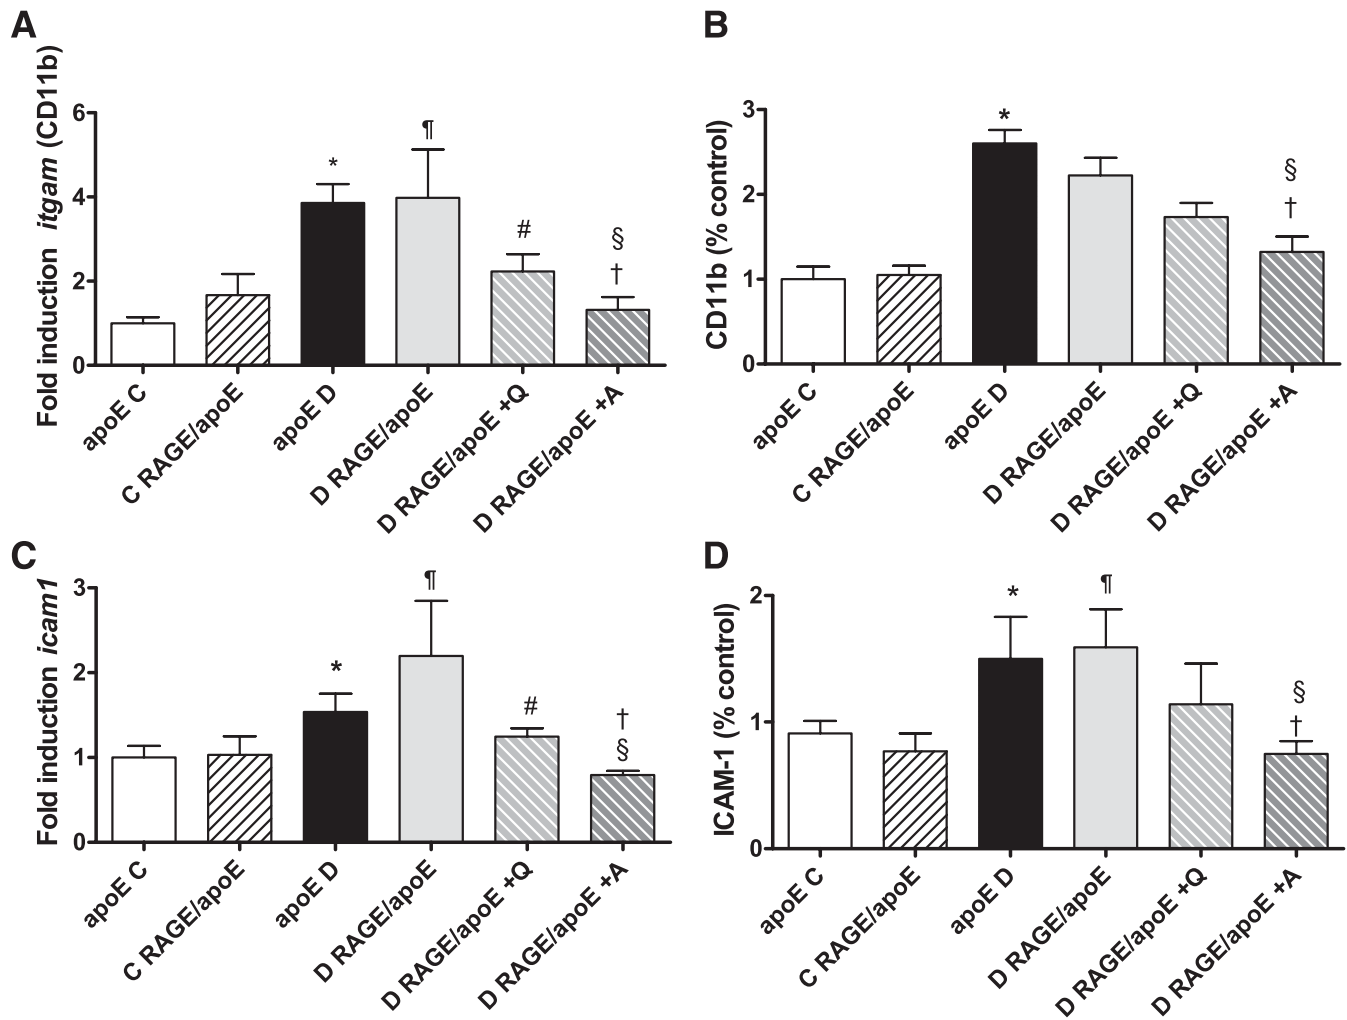 A
Fold induction itgam (CD11b)
6
4
2
0
*
¶
#
§
†
apoE C
C RAGE/apoE
apoE D
D RAGE/apoE
D RAGE/apoE +Q
D RAGE/apoE +A
B
CD11b (% control)
3
2
1
0
*
§
†
apoE C
C RAGE/apoE
apoE D
D RAGE/apoE
D RAGE/apoE +Q
D RAGE/apoE +A
C
Fold induction icam1
3
2
1
0
*
¶
#
†
§
apoE C
C RAGE/apoE
apoE D
D RAGE/apoE
D RAGE/apoE +Q
D RAGE/apoE +A
D
ICAM-1 (% control)
2
1
0
*
¶
§
†
apoE C
C RAGE/apoE
apoE D
D RAGE/apoE
D RAGE/apoE +Q
D RAGE/apoE +A